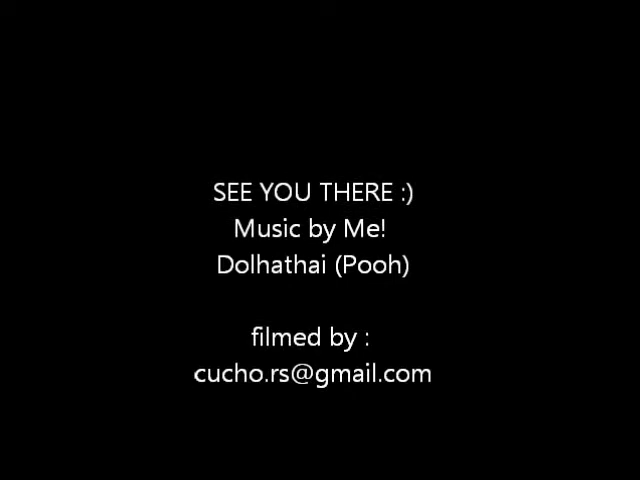 SEE YOU THERE :)
Music by Me!
Dolhathai (Pooh)
filmed by :
cucho.rs@gmail.com